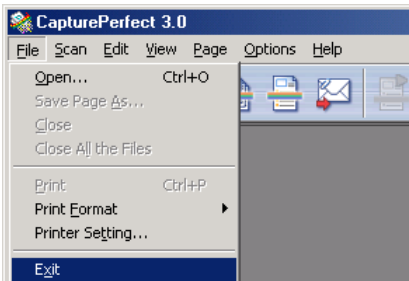 CapturePerfect 3.0
File Scan Edit View Page Options Help
Open... Ctrl+O
Save Page As...
Close
Close All the Files
Print Ctrl+P
Print Format
Printer Setting...
Exit